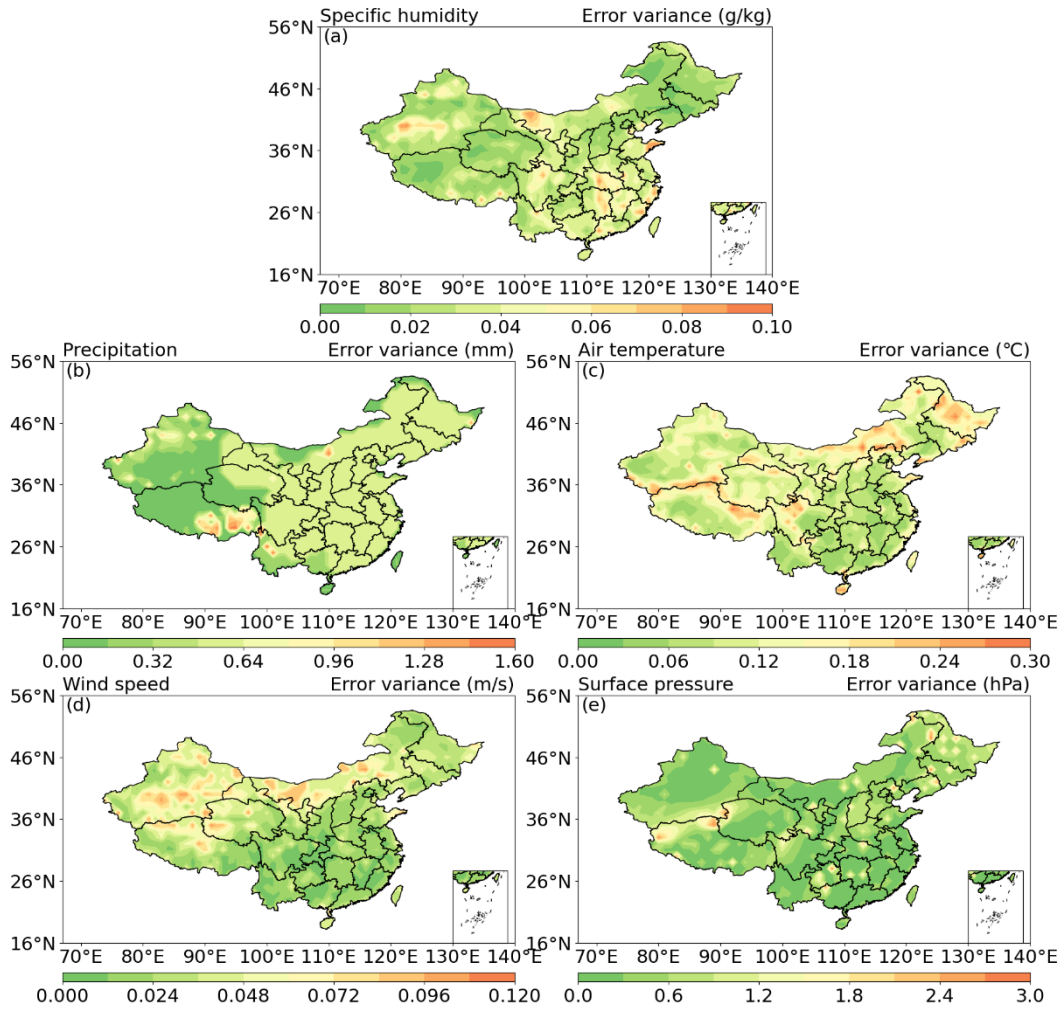 Specific humidity Error variance (g/kg)
(a)
56°N
46°N
36°N
26°N
16°N
70°E 80°E 90°E 100°E 110°E 120°E 130°E 140°E
0.00 0.02 0.04 0.06 0.08 0.10
Precipitation Error variance (mm)
(b)
56°N
46°N
36°N
26°N
16°N
70°E 80°E 90°E 100°E 110°E 120°E 130°E 140°E
0.00 0.32 0.64 0.96 1.28 1.60
Air temperature Error variance (℃)
(c)
56°N
46°N
36°N
26°N
16°N
70°E 80°E 90°E 100°E 110°E 120°E 130°E 140°E
0.00 0.06 0.12 0.18 0.24 0.30
Wind speed Error variance (m/s)
(d)
56°N
46°N
36°N
26°N
16°N
70°E 80°E 90°E 100°E 110°E 120°E 130°E 140°E
0.000 0.024 0.048 0.072 0.096 0.120
Surface pressure Error variance (hPa)
(e)
56°N
46°N
36°N
26°N
16°N
70°E 80°E 90°E 100°E 110°E 120°E 130°E 140°E
0.0 0.6 1.2 1.8 2.4 3.0